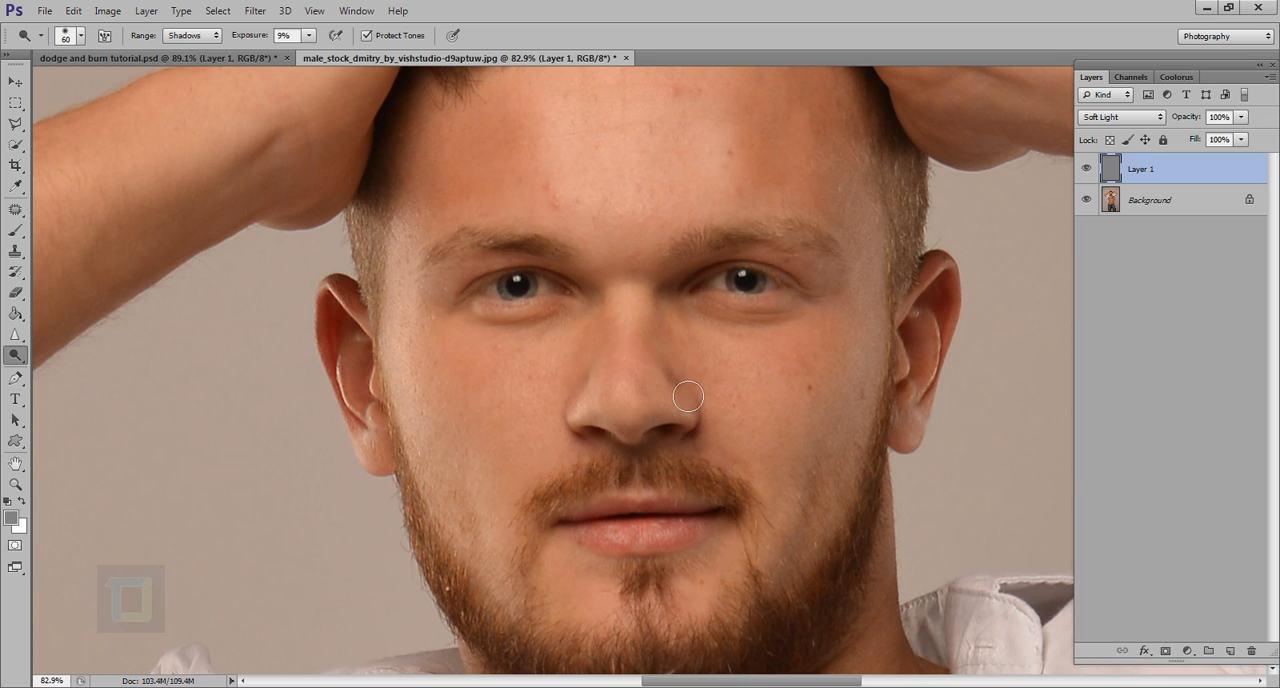 Ps File Edit Image Layer Type Select Filter 3D View Window Help
60 Range: Shadows Exposure: 9% Protect Tones Photography
dodge and burn tutorial.psd @ 89.1% (Layer 1, RGB/8*) * × male_stock_dmitry_by_vishstudio-d9aptuw.jpg @ 82.9% (Layer 1, RGB/8*) * ×
Layers Channels Coolorus
Kind
Soft Light Opacity: 100%
Lock: Fill: 100%
Layer 1
Background
fx
82.9% Doc: 103.4M/109.4M